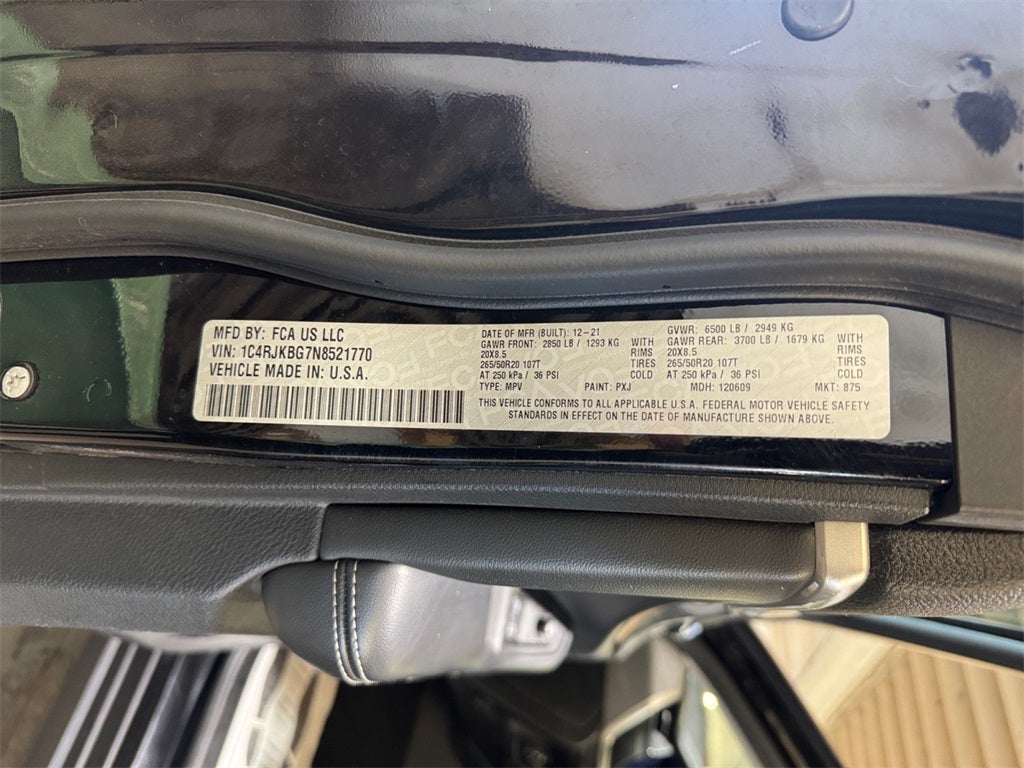 MFD BY: FCA US LLC
VIN: 1C4RJKBG7N8521770
VEHICLE MADE IN: U.S.A.
DATE OF MFR (BUILT): 12-21 GVWR: 6500 LB / 2949 KG
GAWR FRONT: 2850 LB / 1293 KG WITH GAWR REAR: 3700 LB / 1679 KG WITH
20X8.5 RIMS 20X8.5 RIMS
265/50R20 107T TIRES 265/50R20 107T TIRES
AT 250 kPa / 36 PSI COLD AT 250 kPa / 36 PSI COLD
TYPE: MPV PAINT: PXJ MDH: 120609 MKT: 875
THIS VEHICLE CONFORMS TO ALL APPLICABLE U.S.A. FEDERAL MOTOR VEHICLE SAFETY
STANDARDS IN EFFECT ON THE DATE OF MANUFACTURE SHOWN ABOVE.